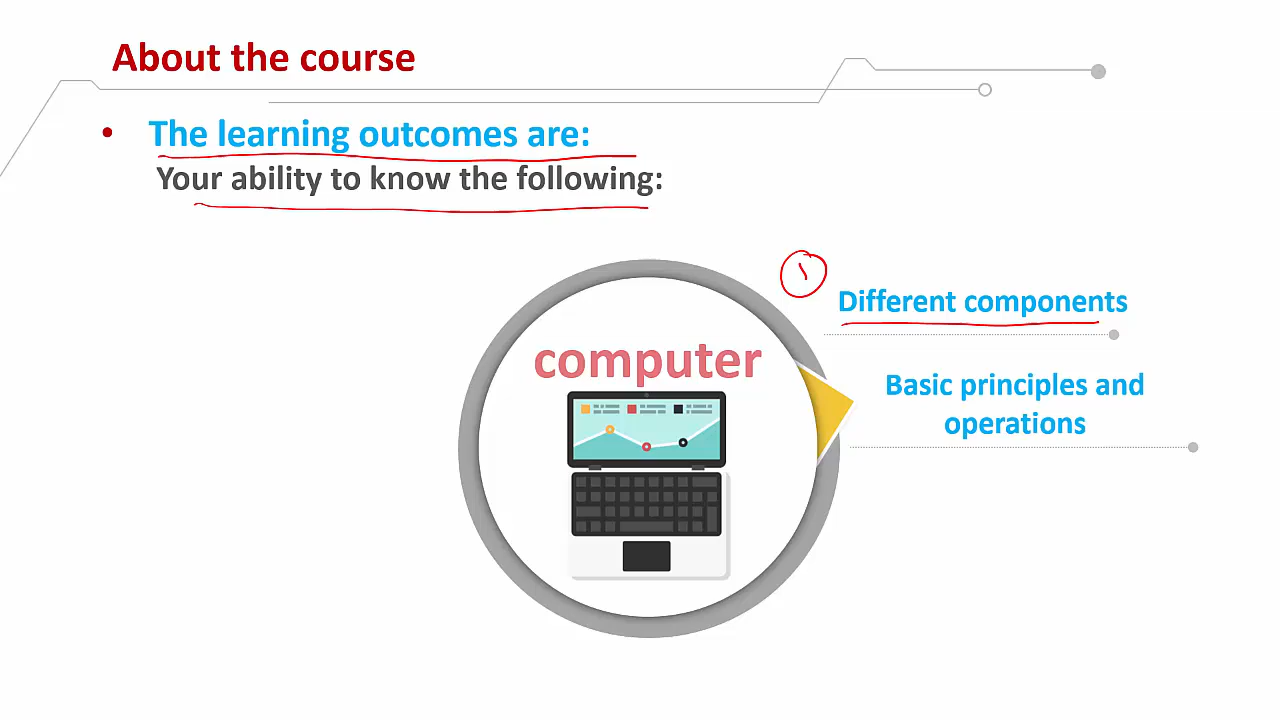 About the course
• The learning outcomes are:
Your ability to know the following:
Different components
computer
Basic principles and
operations